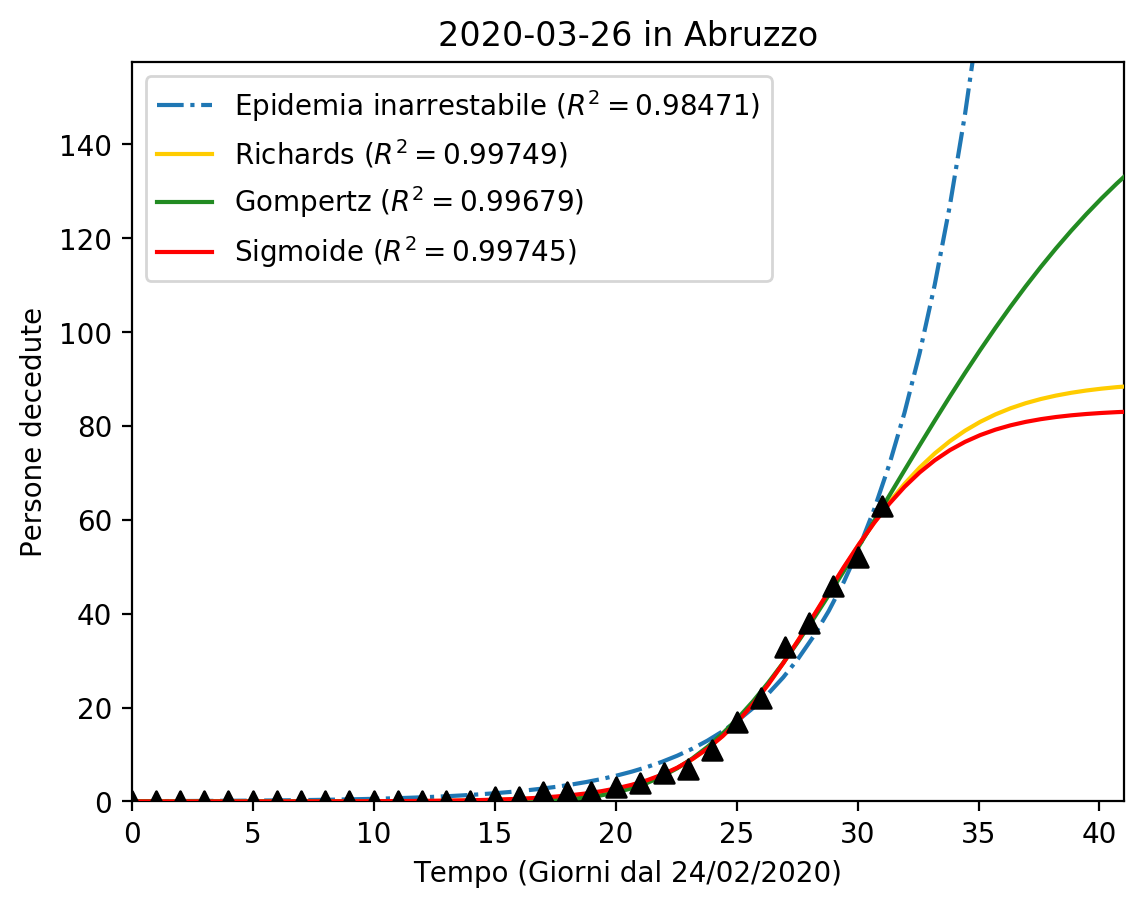 2020-03-26 in Abruzzo
Epidemia inarrestabile (R² = 0.98471)
Richards (R² = 0.99749)
Gompertz (R² = 0.99679)
Sigmoide (R² = 0.99745)
Persone decedute
140
120
100
80
60
40
20
0
0 5 10 15 20 25 30 35 40
Tempo (Giorni dal 24/02/2020)